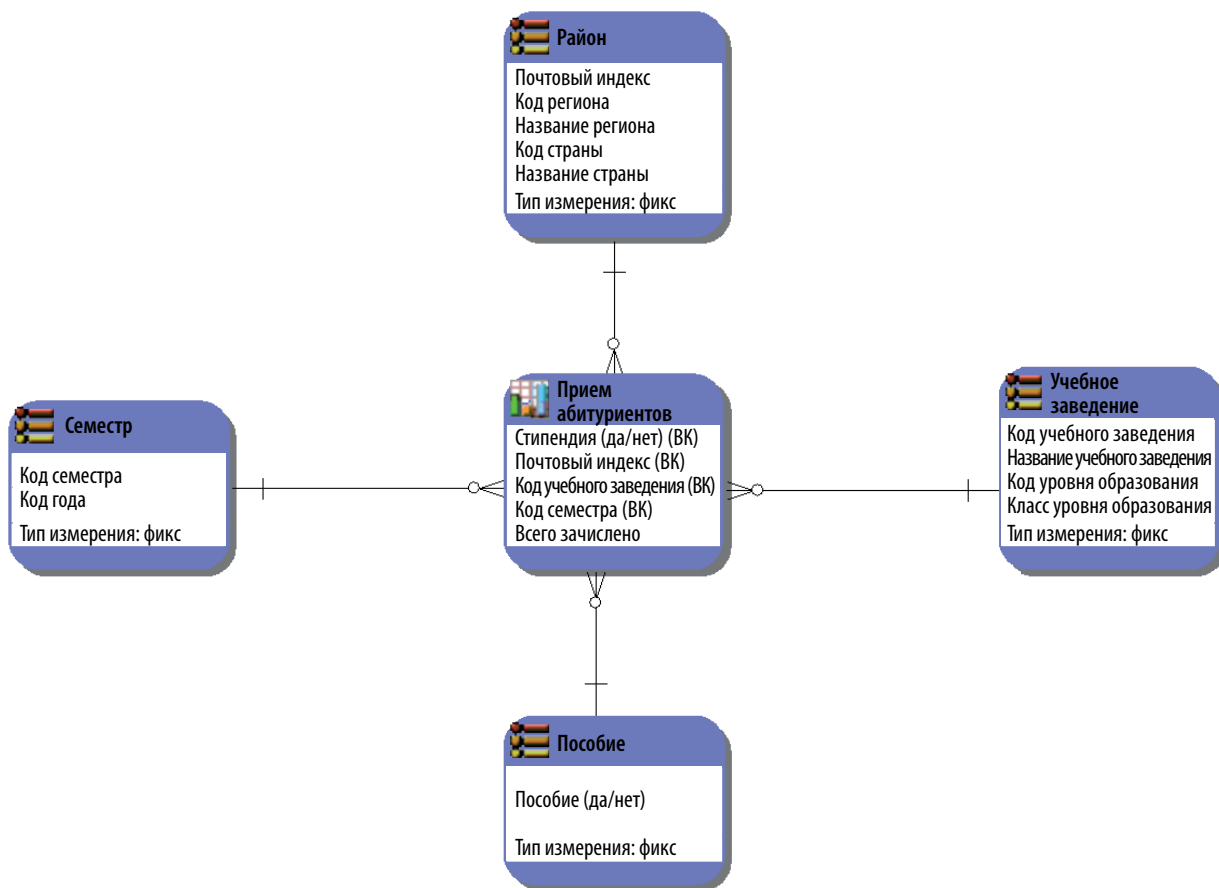 Район
Почтовый индекс
Код региона
Название региона
Код страны
Название страны
Тип измерения: фикс
Семестр
Код семестра
Код года
Тип измерения: фикс
Прием
абитуриентов
Стипендия (да/нет) (ВК)
Почтовый индекс (ВК)
Код учебного заведения (ВК)
Код семестра (ВК)
Всего зачислено
Учебное
заведение
Код учебного заведения
Название учебного заведения
Код уровня образования
Класс уровня образования
Тип измерения: фикс
Пособие
Пособие (да/нет)
Тип измерения: фикс